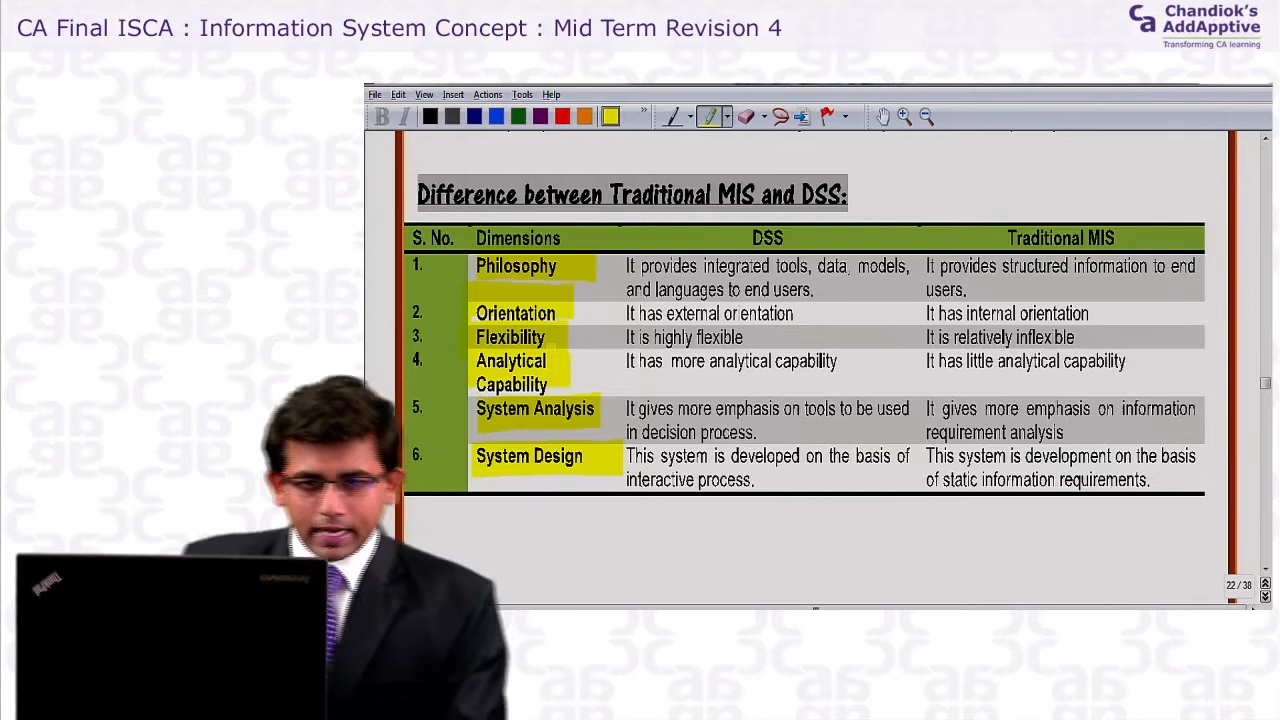 CA Final ISCA : Information System Concept : Mid Term Revision 4
Ca Chandiok's
AddApptive
Transforming CA learning
File Edit View Insert Actions Tools Help
B I
Difference between Traditional MIS and DSS:
S. No. Dimensions DSS Traditional MIS
1. Philosophy It provides integrated tools, data, models, It provides structured information to end
and languages to end users. users.
2. Orientation It has external orientation It has internal orientation
3. Flexibility It is highly flexible It is relatively inflexible
4. Analytical It has more analytical capability It has little analytical capability
Capability
5. System Analysis It gives more emphasis on tools to be used It gives more emphasis on information
in decision process. requirement analysis
6. System Design This system is developed on the basis of This system is development on the basis
interactive process. of static information requirements.
22 / 38
ThinkPad